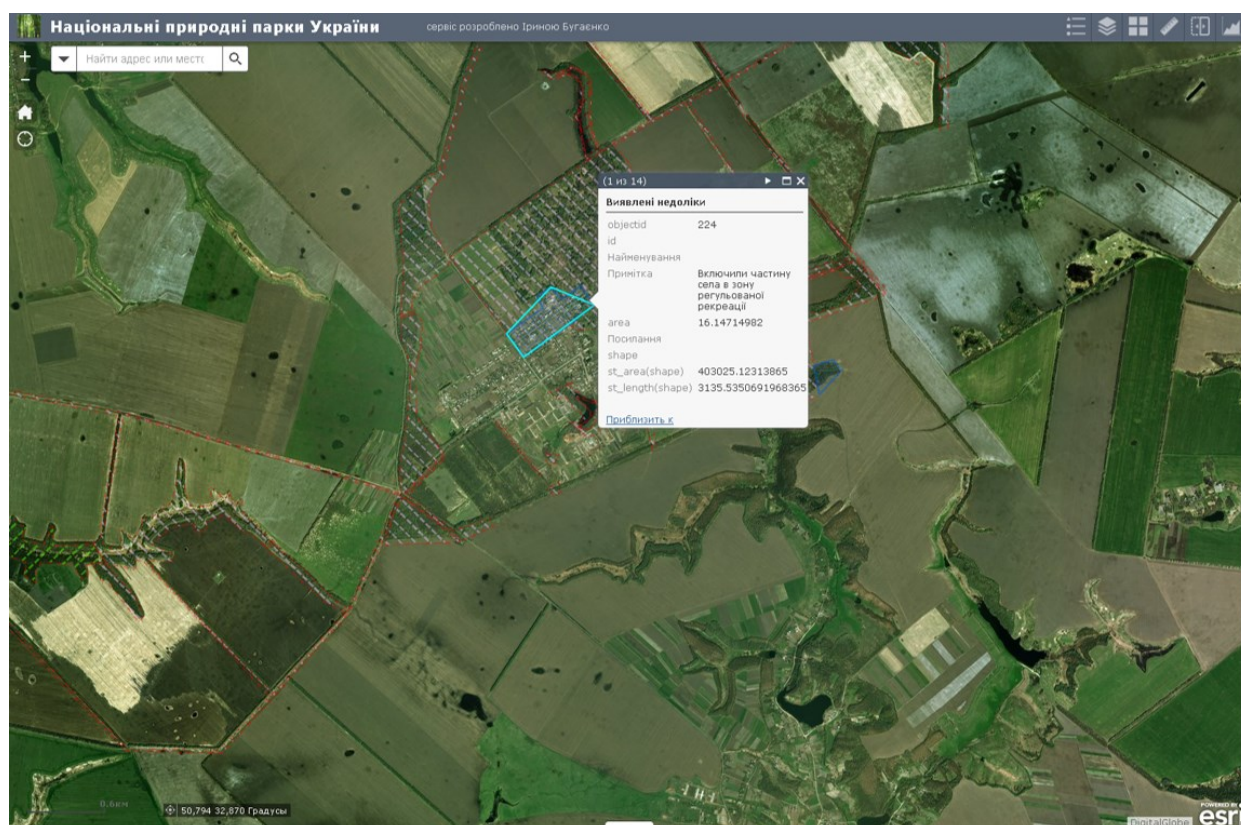 Національні природні парки України
сервіс розроблено Іриною Бугаєнко
+
Найти адрес или место
−
(1 из 14)
Виявлені недоліки
objectid 224
id
Найменування
Примітка Включили частину
села в зону
регульованої
рекреації
area 16.14714982
Посилання
shape
st_area(shape) 403025.12313865
st_length(shape) 3135.5350691968365
Приблизить к
0.6км
50,794 32,870 Градусы
DigitalGlobe
POWERED BY
esri